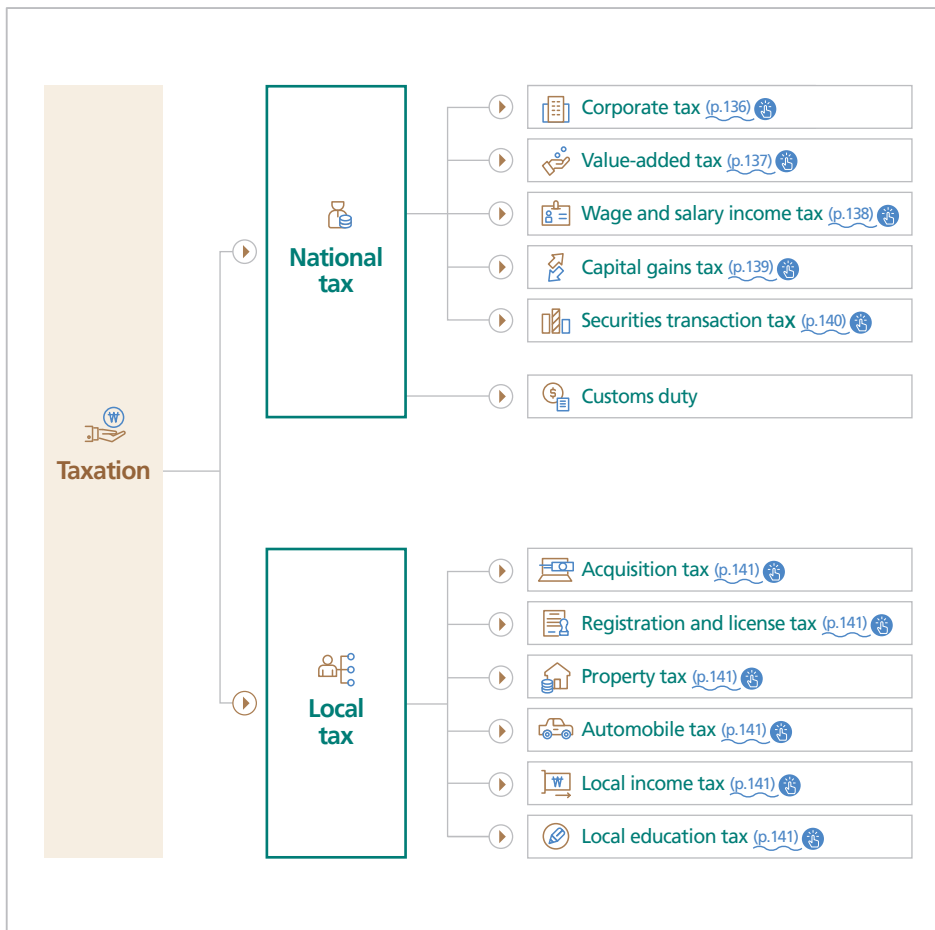 Taxation
National
tax
Corporate tax (p.136)
Value-added tax (p.137)
Wage and salary income tax (p.138)
Capital gains tax (p.139)
Securities transaction tax (p.140)
Customs duty
Local
tax
Acquisition tax (p.141)
Registration and license tax (p.141)
Property tax (p.141)
Automobile tax (p.141)
Local income tax (p.141)
Local education tax (p.141)